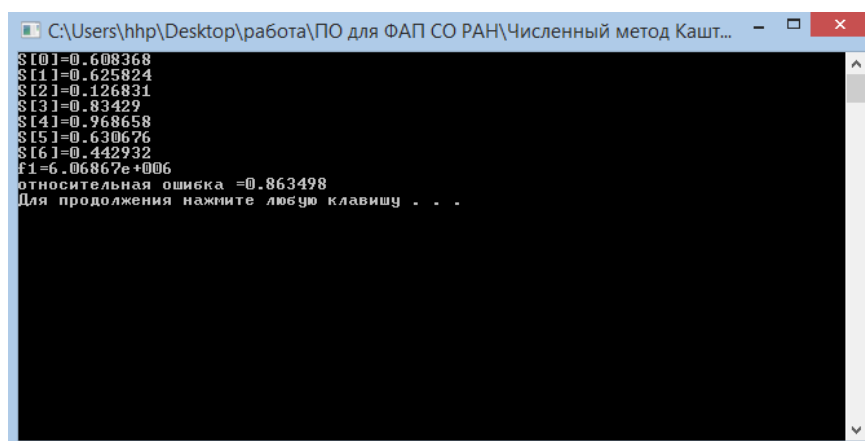 C:\Users\hhp\Desktop\работа\ПО для ФАП СО РАН\Численный метод Кашт...
S[0]=0.608368
S[1]=0.625824
S[2]=0.126831
S[3]=0.83429
S[4]=0.968658
S[5]=0.630676
S[6]=0.442932
f1=6.06867e+006
относительная ошибка =0.863498
Для продолжения нажмите любую клавишу . . .